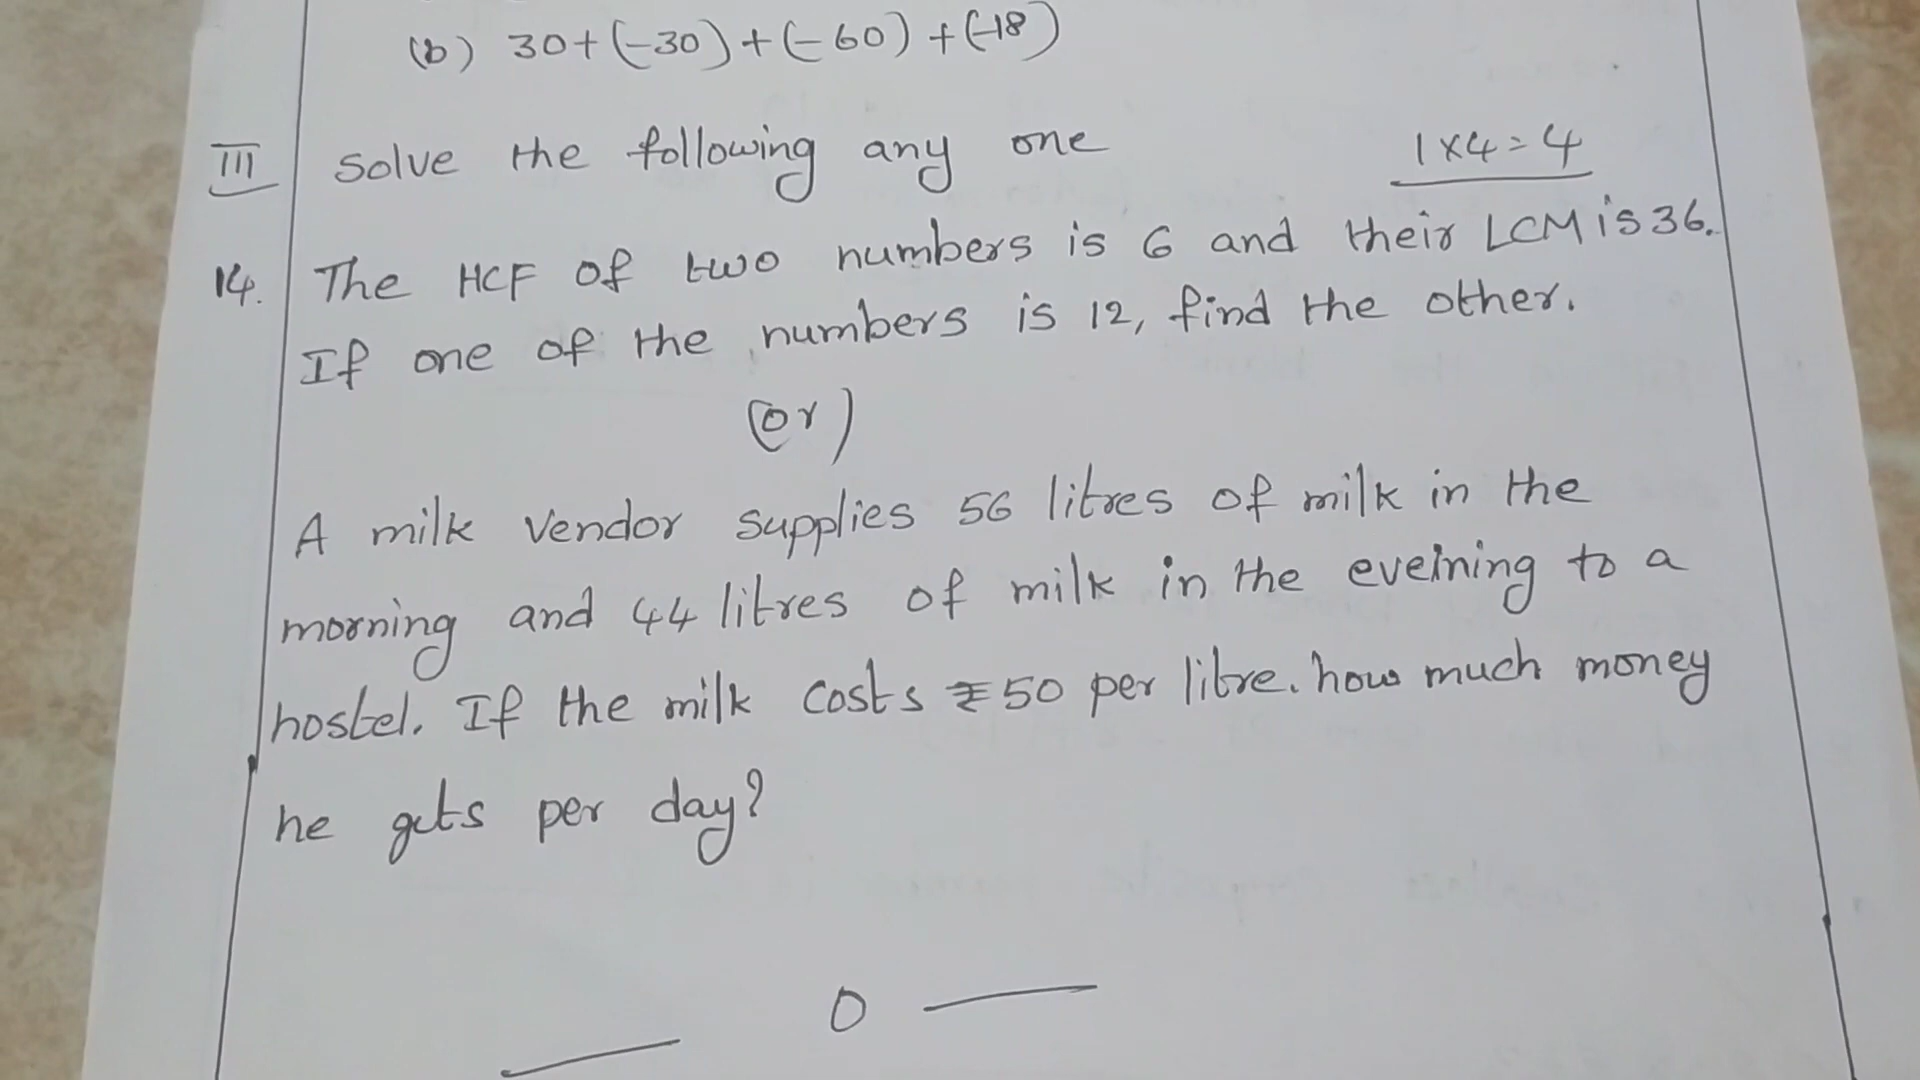 (b) 30+(-30)+(-60)+(-18)
III Solve the following any one 1x4=4
14. The HCF of two numbers is 6 and their LCM is 36.
If one of the numbers is 12, find the other.
(or)
A milk vendor supplies 56 litres of milk in the
morning and 44 litres of milk in the eveining to a
hostel. If the milk costs ₹50 per litre. how much money
he gets per day?
— 0 —